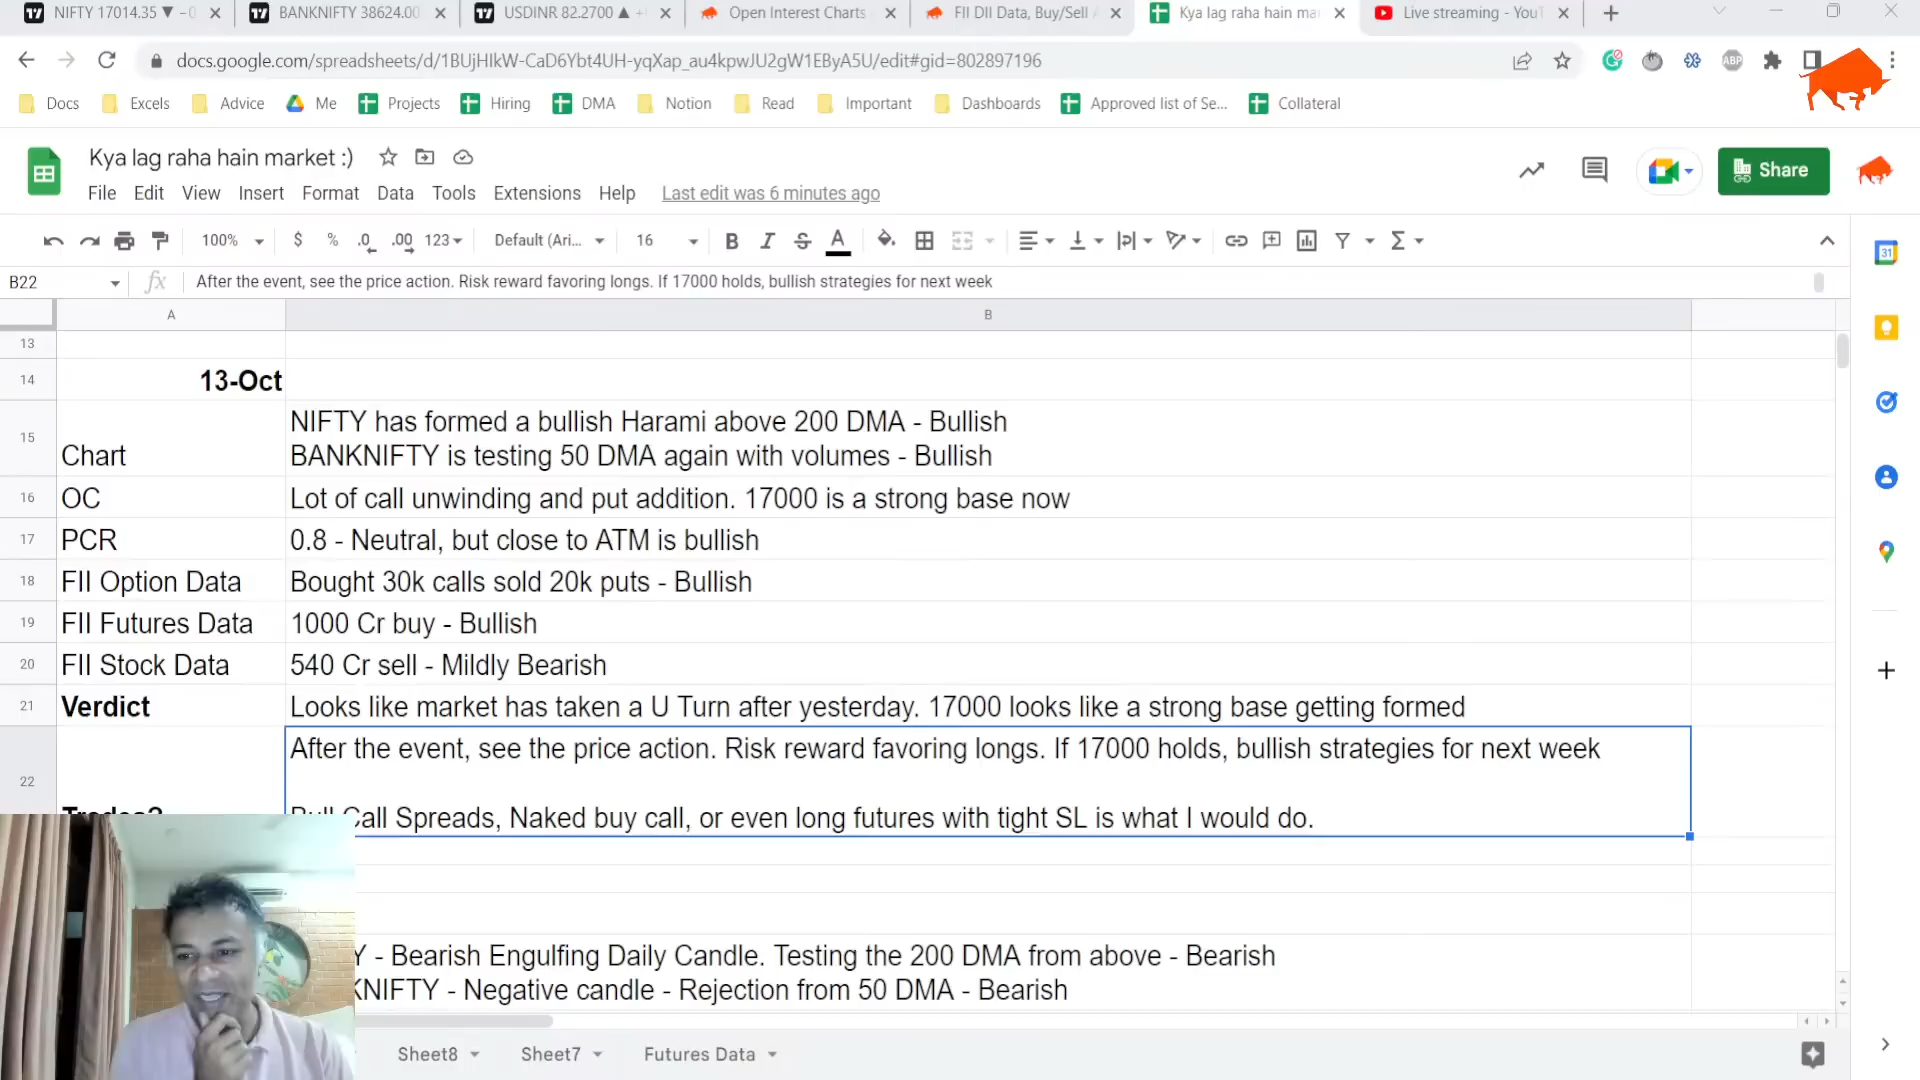 NIFTY 17014.35 ▼ −0
BANKNIFTY 38624.00
USDINR 82.2700 ▲ +
Open Interest Charts
FII DII Data, Buy/Sell
Kya lag raha hain ma
Live streaming - You
docs.google.com/spreadsheets/d/1BUjHIkW-CaD6Ybt4UH-yqXap_au4kpwJU2gW1EByA5U/edit#gid=802897196
Docs
Excels
Advice
Me
Projects
Hiring
DMA
Notion
Read
Important
Dashboards
Approved list of Se...
Collateral
Kya lag raha hain market :)
Share
File Edit View Insert Format Data Tools Extensions Help Last edit was 6 minutes ago
100% $ % .0 .00 123 Default (Ari... 16 B I S A
B22 fx After the event, see the price action. Risk reward favoring longs. If 17000 holds, bullish strategies for next week
A B
13
14 13-Oct
NIFTY has formed a bullish Harami above 200 DMA - Bullish
15 Chart BANKNIFTY is testing 50 DMA again with volumes - Bullish
16 OC Lot of call unwinding and put addition. 17000 is a strong base now
17 PCR 0.8 - Neutral, but close to ATM is bullish
18 FII Option Data Bought 30k calls sold 20k puts - Bullish
19 FII Futures Data 1000 Cr buy - Bullish
20 FII Stock Data 540 Cr sell - Mildly Bearish
21 Verdict Looks like market has taken a U Turn after yesterday. 17000 looks like a strong base getting formed
After the event, see the price action. Risk reward favoring longs. If 17000 holds, bullish strategies for next week
22
Call Spreads, Naked buy call, or even long futures with tight SL is what I would do.
Y - Bearish Engulfing Daily Candle. Testing the 200 DMA from above - Bearish
KNIFTY - Negative candle - Rejection from 50 DMA - Bearish
Sheet8 Sheet7 Futures Data